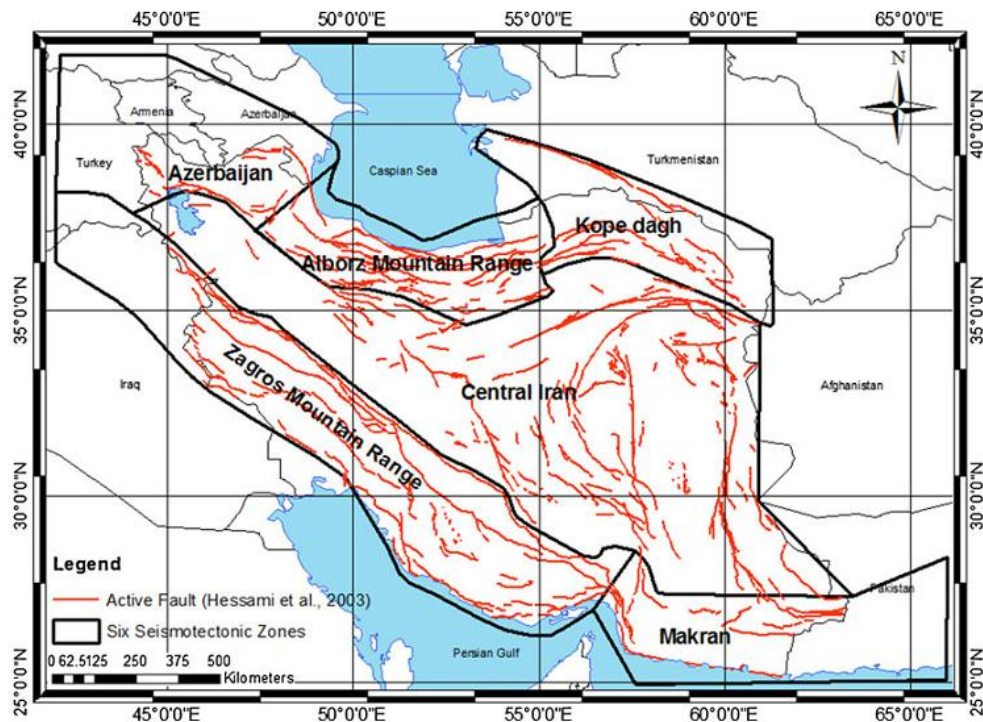 45°0'0"E 50°0'0"E 55°0'0"E 60°0'0"E 65°0'0"E
N
40°0'0"N
40°0'0"N
Armenia
Azerbaijan
Turkey
Azerbaijan
Caspian Sea
Turkmenistan
Kope dagh
Alborz Mountain Range
35°0'0"N
35°0'0"N
Iraq
Zagros Mountain Range
Central Iran
Afghanistan
30°0'0"N
30°0'0"N
Legend
Active Fault (Hessami et al., 2003)
Six Seismotectonic Zones
0 62.5125 250 375 500
Kilometers
Persian Gulf
Makran
Pakistan
25°0'0"N
25°0'0"N
45°0'0"E 50°0'0"E 55°0'0"E 60°0'0"E 65°0'0"E